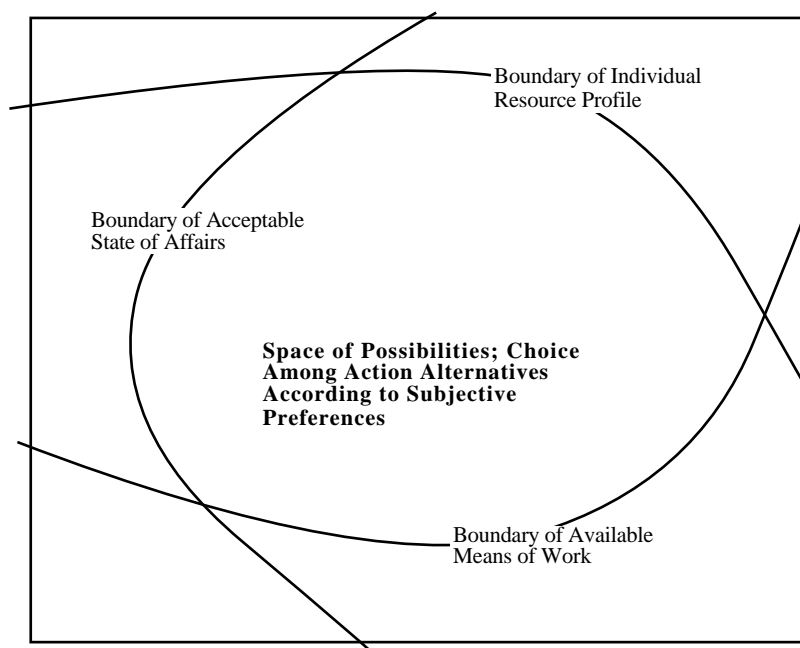 Boundary of Individual
Resource Profile
Boundary of Acceptable
State of Affairs
Space of Possibilities; Choice
Among Action Alternatives
According to Subjective
Preferences
Boundary of Available
Means of Work